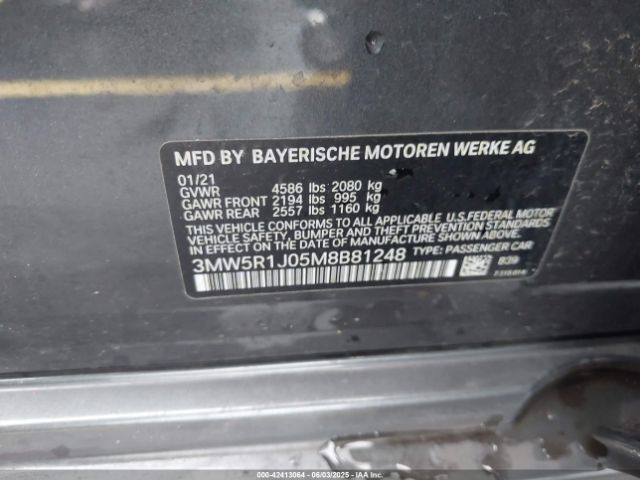 MFD BY BAYERISCHE MOTOREN WERKE AG
01/21
GVWR 4586 lbs 2080 kg
GAWR FRONT 2194 lbs 995 kg
GAWR REAR 2557 lbs 1160 kg
THIS VEHICLE CONFORMS TO ALL APPLICABLE U.S.FEDERAL MOTOR
VEHICLE SAFETY, BUMPER, AND THEFT PREVENTION STANDARDS
IN EFFECT ON THE DATE OF MANUFACTURE SHOWN ABOVE.
3MW5R1J05M8B81248 TYPE: PASSENGER CAR
B39
000-42413064 | 06/03/2025 - IAAI.COM